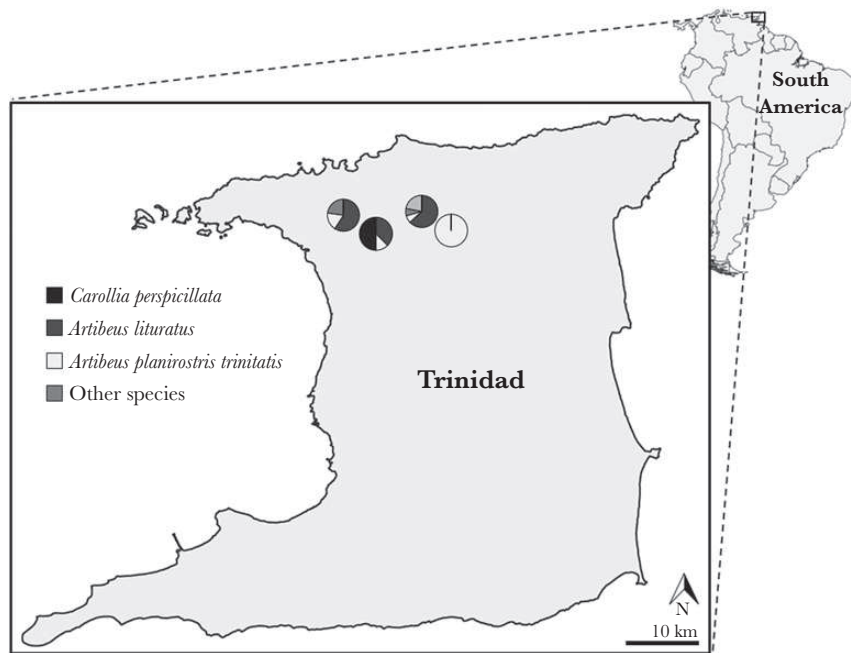 South
America
Carollia perspicillata
Artibeus lituratus
Artibeus planirostris trinitatis
Other species
Trinidad
N
10 km